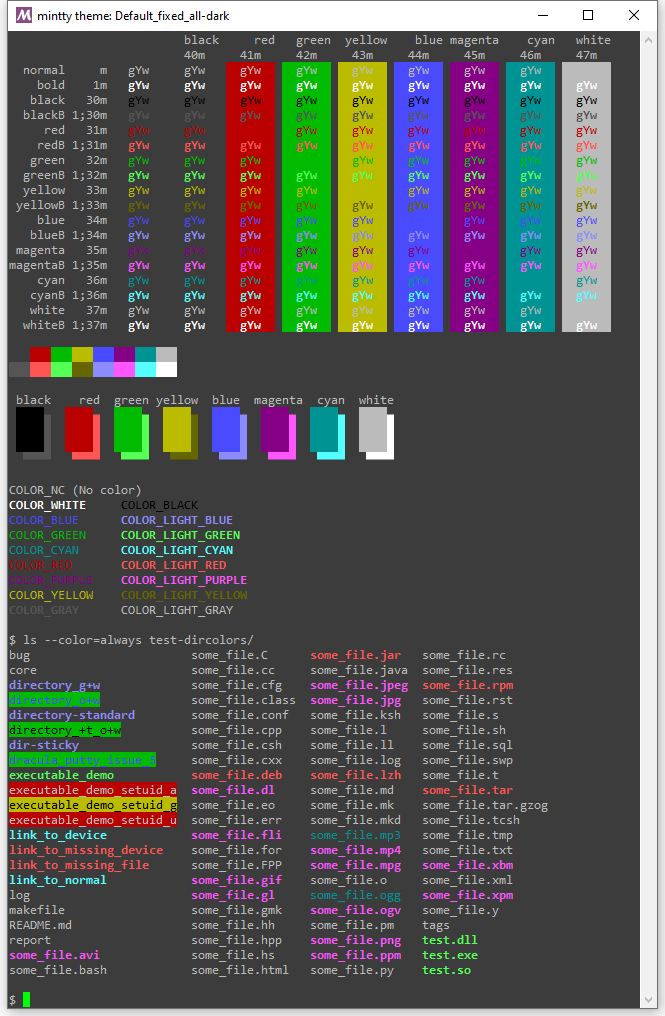 mintty theme: Default_fixed_all-dark
black red green yellow blue magenta cyan white
40m 41m 42m 43m 44m 45m 46m 47m
normal m gYw gYw gYw gYw gYw gYw gYw gYw gYw
bold 1m gYw gYw gYw gYw gYw gYw gYw gYw gYw
black 30m gYw gYw gYw gYw gYw gYw gYw gYw gYw
blackB 1;30m gYw gYw gYw gYw gYw gYw gYw gYw gYw
red 31m gYw gYw gYw gYw gYw gYw gYw gYw
redB 1;31m gYw gYw gYw gYw gYw gYw gYw gYw gYw
green 32m gYw gYw gYw gYw gYw gYw gYw gYw
greenB 1;32m gYw gYw gYw gYw gYw gYw gYw gYw gYw
yellow 33m gYw gYw gYw gYw gYw gYw gYw gYw
yellowB 1;33m gYw gYw gYw gYw gYw gYw gYw gYw gYw
blue 34m gYw gYw gYw gYw gYw gYw gYw gYw
blueB 1;34m gYw gYw gYw gYw gYw gYw gYw gYw gYw
magenta 35m gYw gYw gYw gYw gYw gYw gYw gYw
magentaB 1;35m gYw gYw gYw gYw gYw gYw gYw gYw gYw
cyan 36m gYw gYw gYw gYw gYw gYw gYw gYw
cyanB 1;36m gYw gYw gYw gYw gYw gYw gYw gYw gYw
white 37m gYw gYw gYw gYw gYw gYw gYw gYw
whiteB 1;37m gYw gYw gYw gYw gYw gYw gYw gYw gYw
black red green yellow blue magenta cyan white
COLOR_NC (No color)
COLOR_WHITE COLOR_BLACK
COLOR_BLUE COLOR_LIGHT_BLUE
COLOR_GREEN COLOR_LIGHT_GREEN
COLOR_CYAN COLOR_LIGHT_CYAN
COLOR_RED COLOR_LIGHT_RED
COLOR_PURPLE COLOR_LIGHT_PURPLE
COLOR_YELLOW COLOR_LIGHT_YELLOW
COLOR_GRAY COLOR_LIGHT_GRAY
$ ls --color=always test-dircolors/
bug some_file.C some_file.jar some_file.rc
core some_file.cc some_file.java some_file.res
directory_g+w some_file.cfg some_file.jpeg some_file.rpm
directory_o+w some_file.class some_file.jpg some_file.rst
directory-standard some_file.conf some_file.ksh some_file.s
directory_+t_o+w some_file.cpp some_file.l some_file.sh
dir-sticky some_file.csh some_file.ll some_file.sql
some_file.cxx some_file.log some_file.swp
executable_demo some_file.deb some_file.lzh some_file.t
executable_demo_setuid_a some_file.dl some_file.md some_file.tar
executable_demo_setuid_g some_file.eo some_file.mk some_file.tar.gzog
executable_demo_setuid_u some_file.err some_file.mkd some_file.tcsh
link_to_device some_file.fli some_file.mp3 some_file.tmp
link_to_missing_device some_file.for some_file.mp4 some_file.txt
link_to_missing_file some_file.FPP some_file.mpg some_file.xbm
link_to_normal some_file.gif some_file.o some_file.xml
log some_file.gl some_file.ogg some_file.xpm
makefile some_file.gmk some_file.ogv some_file.y
README.md some_file.hh some_file.pm tags
report some_file.hpp some_file.png test.dll
some_file.avi some_file.hs some_file.ppm test.exe
some_file.bash some_file.html some_file.py test.so
$